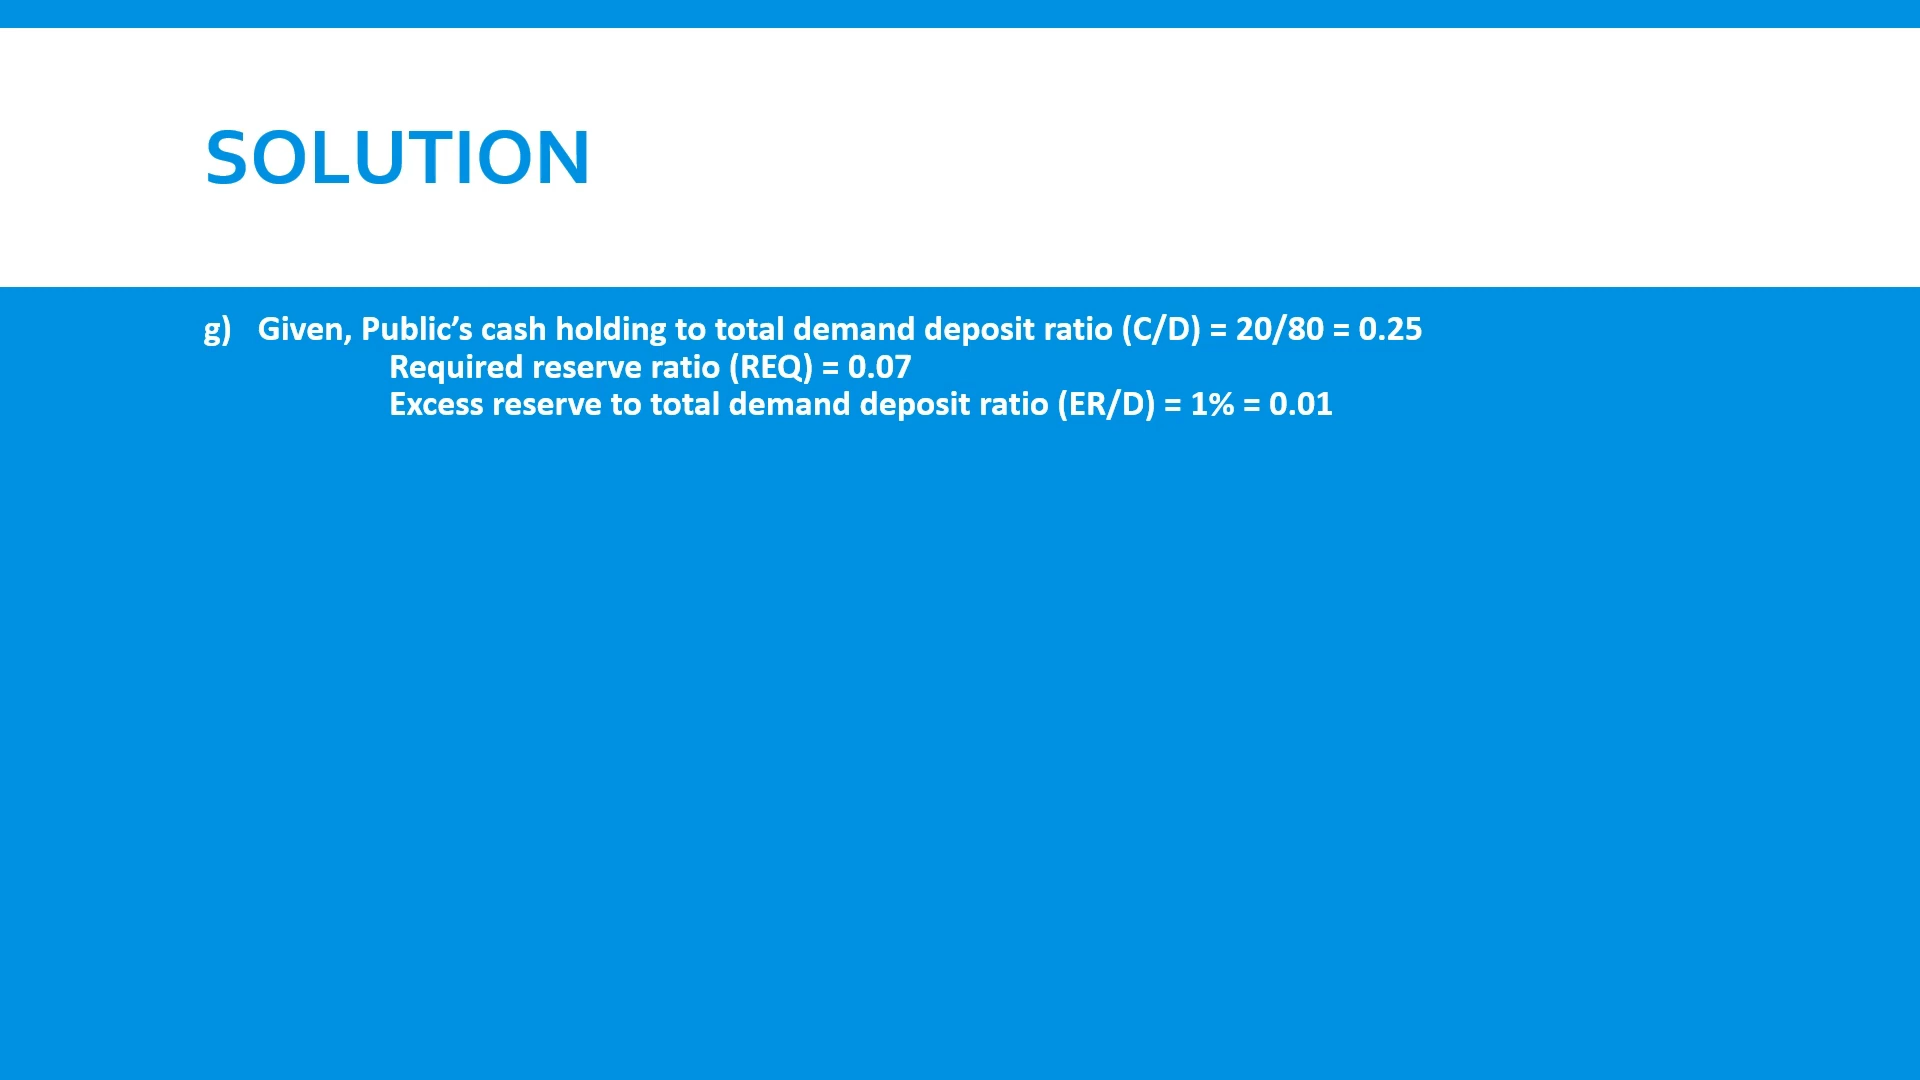 SOLUTION
g) Given, Public’s cash holding to total demand deposit ratio (C/D) = 20/80 = 0.25
Required reserve ratio (REQ) = 0.07
Excess reserve to total demand deposit ratio (ER/D) = 1% = 0.01